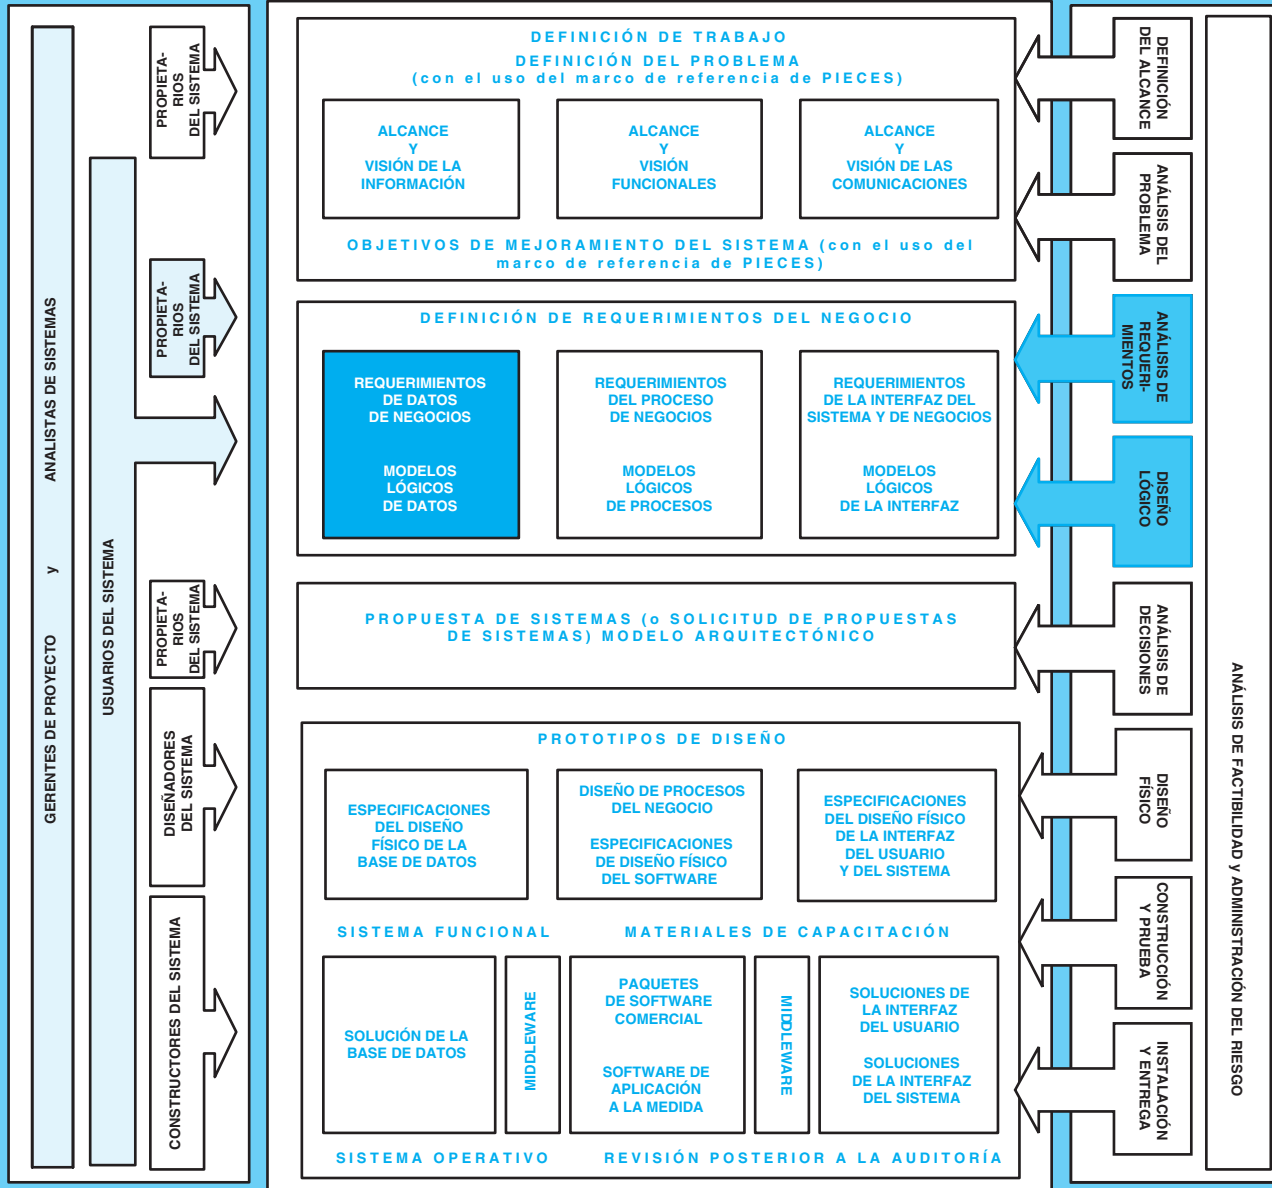 ANALISTAS DE SISTEMAS
y
GERENTES DE PROYECTO
USUARIOS DEL SISTEMA
PROPIETA-
RIOS
DEL SISTEMA
PROPIETA-
RIOS
DEL SISTEMA
PROPIETA-
RIOS
DEL SISTEMA
DISEÑADORES
DEL SISTEMA
CONSTRUCTORES DEL SISTEMA
DEFINICIÓN DE TRABAJO
DEFINICIÓN DEL PROBLEMA
(con el uso del marco de referencia de PIECES)
ALCANCE
Y
VISIÓN DE LA
INFORMACIÓN
ALCANCE
Y
VISIÓN
FUNCIONALES
ALCANCE
Y
VISIÓN DE LAS
COMUNICACIONES
OBJETIVOS DE MEJORAMIENTO DEL SISTEMA (con el uso del
marco de referencia de PIECES)
DEFINICIÓN DE REQUERIMIENTOS DEL NEGOCIO
REQUERIMIENTOS
DE DATOS
DE NEGOCIOS
MODELOS
LÓGICOS
DE DATOS
REQUERIMIENTOS
DEL PROCESO
DE NEGOCIOS
MODELOS
LÓGICOS
DE PROCESOS
REQUERIMIENTOS
DE LA INTERFAZ DEL
SISTEMA Y DE NEGOCIOS
MODELOS
LÓGICOS
DE LA INTERFAZ
PROPUESTA DE SISTEMAS (o SOLICITUD DE PROPUESTAS
DE SISTEMAS) MODELO ARQUITECTÓNICO
PROTOTIPOS DE DISEÑO
ESPECIFICACIONES
DEL DISEÑO
FÍSICO DE LA
BASE DE DATOS
DISEÑO DE PROCESOS
DEL NEGOCIO
ESPECIFICACIONES
DE DISEÑO FÍSICO
DEL SOFTWARE
ESPECIFICACIONES
DEL DISEÑO FÍSICO
DE LA INTERFAZ
DEL USUARIO
Y DEL SISTEMA
SISTEMA FUNCIONAL
MATERIALES DE CAPACITACIÓN
SOLUCIÓN DE LA
BASE DE DATOS
MIDDLEWARE
PAQUETES
DE SOFTWARE
COMERCIAL
SOFTWARE DE
APLICACIÓN
A LA MEDIDA
MIDDLEWARE
SOLUCIONES DE
LA INTERFAZ
DEL USUARIO
SOLUCIONES
DE LA INTERFAZ
DEL SISTEMA
SISTEMA OPERATIVO
REVISIÓN POSTERIOR A LA AUDITORÍA
DEFINICIÓN
DEL ALCANCE
ANÁLISIS DEL
PROBLEMA
ANÁLISIS DE
REQUERI-
MIENTOS
DISEÑO
LÓGICO
ANÁLISIS DE
DECISIONES
DISEÑO
FÍSICO
CONSTRUCCIÓN
Y PRUEBA
INSTALACIÓN
Y ENTREGA
ANÁLISIS DE FACTIBILIDAD y ADMINISTRACIÓN DEL RIESGO